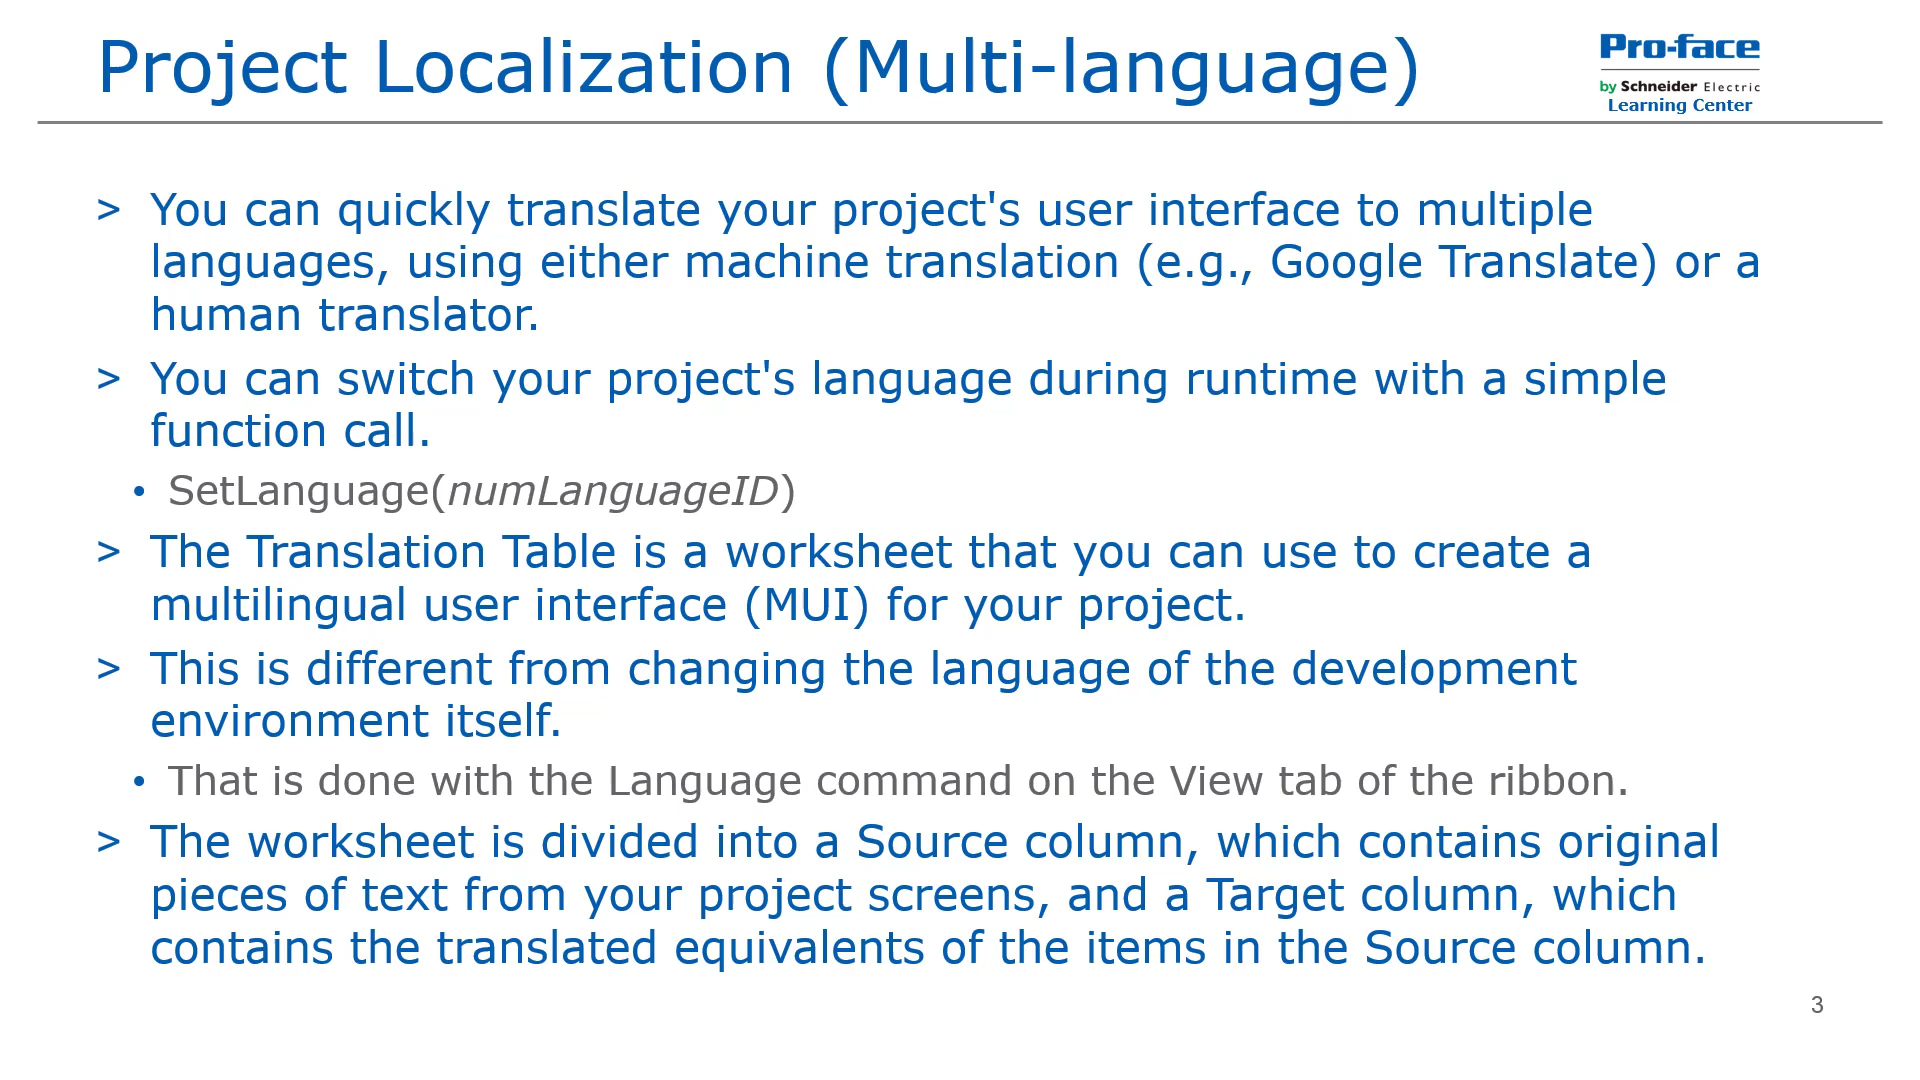 Project Localization (Multi-language)
Pro-face
by Schneider Electric
Learning Center
> You can quickly translate your project's user interface to multiple
languages, using either machine translation (e.g., Google Translate) or a
human translator.
> You can switch your project's language during runtime with a simple
function call.
• SetLanguage(numLanguageID)
> The Translation Table is a worksheet that you can use to create a
multilingual user interface (MUI) for your project.
> This is different from changing the language of the development
environment itself.
• That is done with the Language command on the View tab of the ribbon.
> The worksheet is divided into a Source column, which contains original
pieces of text from your project screens, and a Target column, which
contains the translated equivalents of the items in the Source column.
3